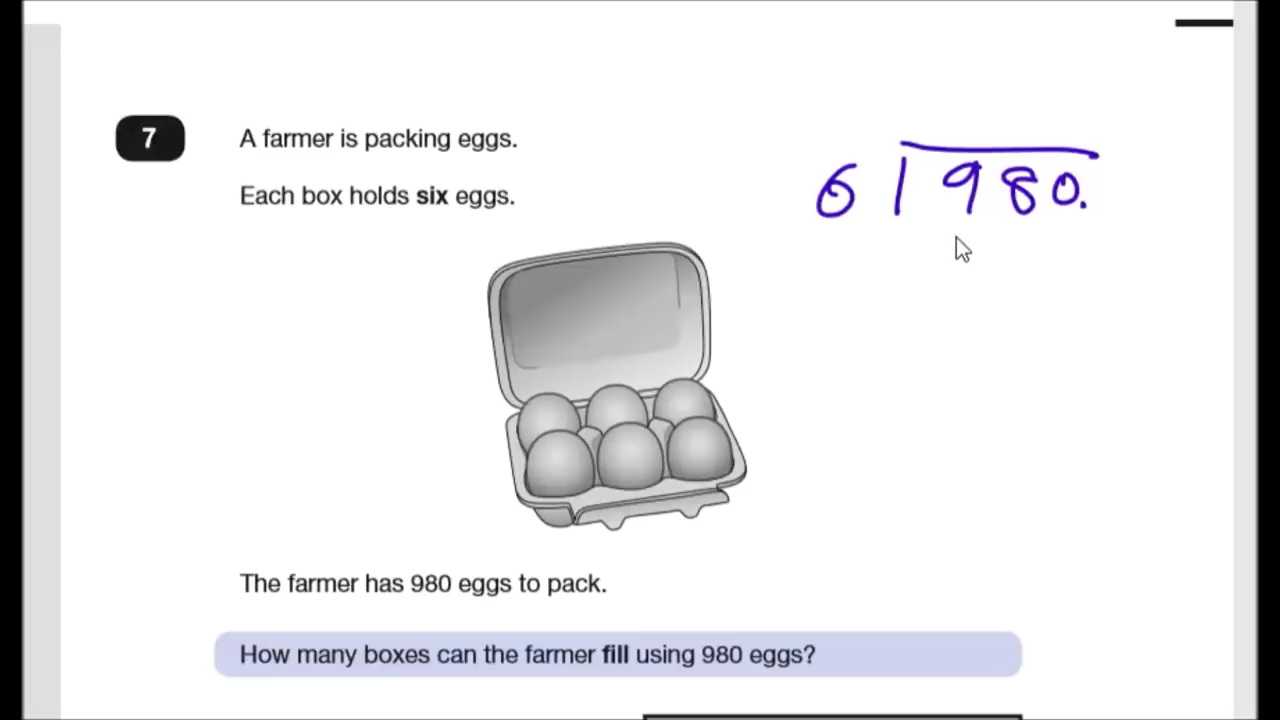 7
A farmer is packing eggs.
Each box holds six eggs.
6 | 980.
The farmer has 980 eggs to pack.
How many boxes can the farmer fill using 980 eggs?